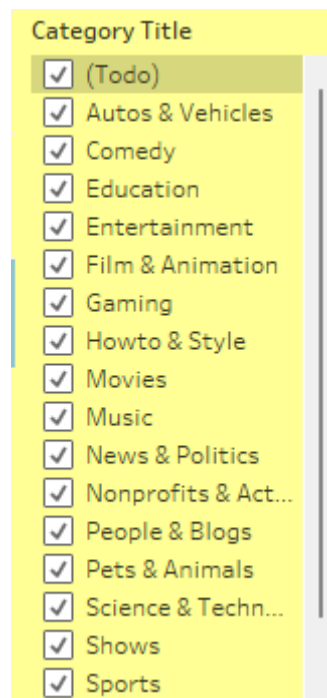 Category Title
(Todo)
Autos & Vehicles
Comedy
Education
Entertainment
Film & Animation
Gaming
Howto & Style
Movies
Music
News & Politics
Nonprofits & Act...
People & Blogs
Pets & Animals
Science & Techn...
Shows
Sports